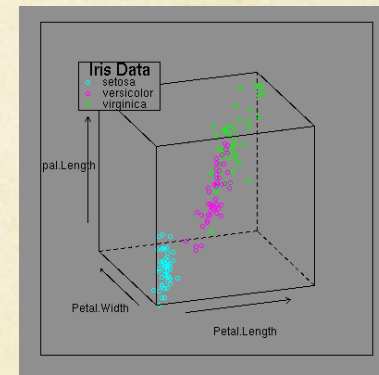 Iris Data
setosa
versicolor
virginica
pal.Length
Petal.Width
Petal.Length